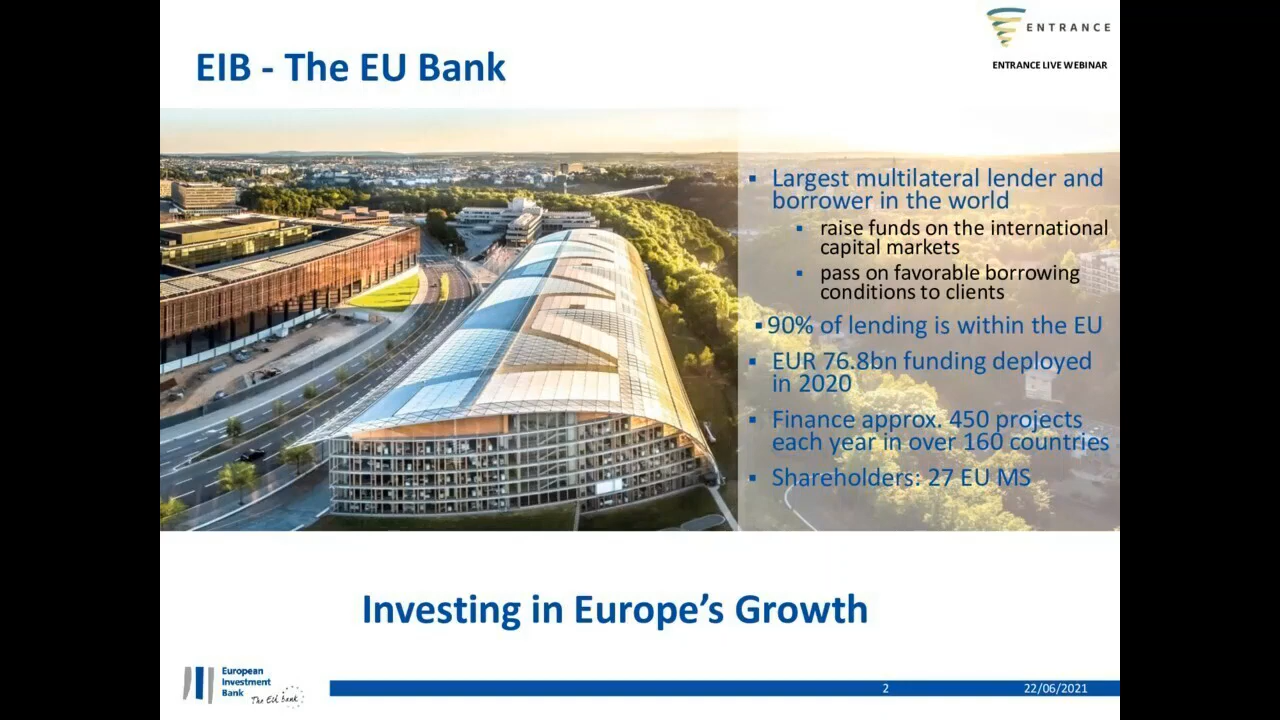 ENTRANCE
ENTRANCE LIVE WEBINAR
EIB - The EU Bank
▪ Largest multilateral lender and
borrower in the world
▪ raise funds on the international
capital markets
▪ pass on favorable borrowing
conditions to clients
▪ 90% of lending is within the EU
▪ EUR 76.8bn funding deployed
in 2020
▪ Finance approx. 450 projects
each year in over 160 countries
▪ Shareholders: 27 EU MS
Investing in Europe’s Growth
European
Investment
Bank
The EU bank
2
22/06/2021